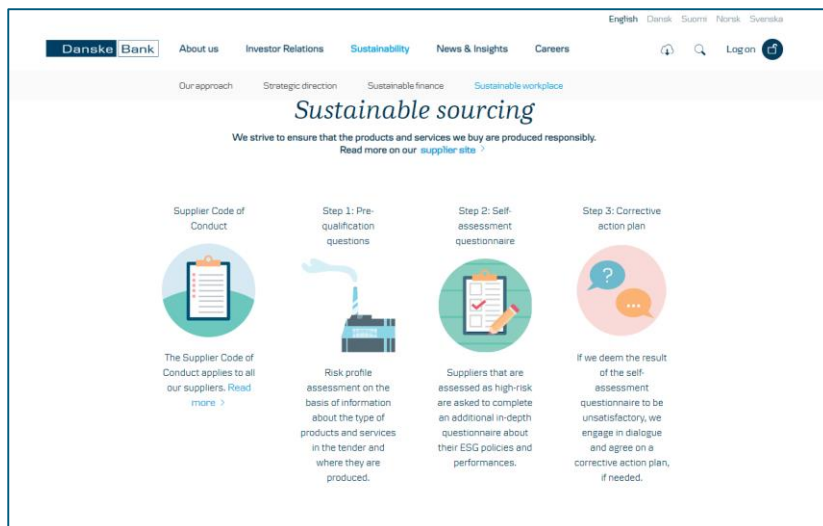 English Dansk Suomi Norsk Svenska
Danske Bank About us Investor Relations Sustainability News & Insights Careers Log on
Our approach Strategic direction Sustainable finance Sustainable workplace
Sustainable sourcing
We strive to ensure that the products and services we buy are produced responsibly.
Read more on our supplier site >
Supplier Code of
Conduct
The Supplier Code of
Conduct applies to all
our suppliers. Read
more >
Step 1: Pre-
qualification
questions
Risk profile
assessment on the
basis of information
about the type of
products and services
in the tender and
where they are
produced.
Step 2: Self-
assessment
questionnaire
Suppliers that are
assessed as high-risk
are asked to complete
an additional in-depth
questionnaire about
their ESG policies and
performances.
Step 3: Corrective
action plan
?
...
If we deem the result
of the self-
assessment
questionnaire to be
unsatisfactory, we
engage in dialogue
and agree on a
corrective action plan,
if needed.